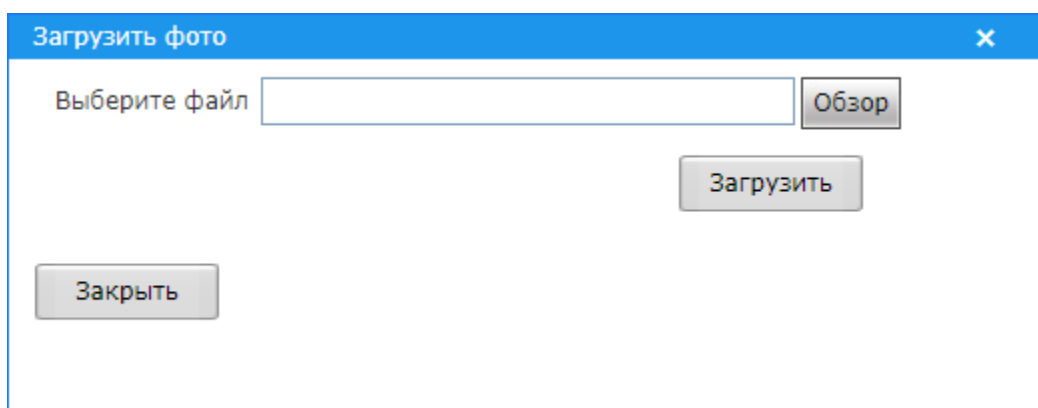 Загрузить фото
Выберите файл Обзор
Загрузить
Закрыть